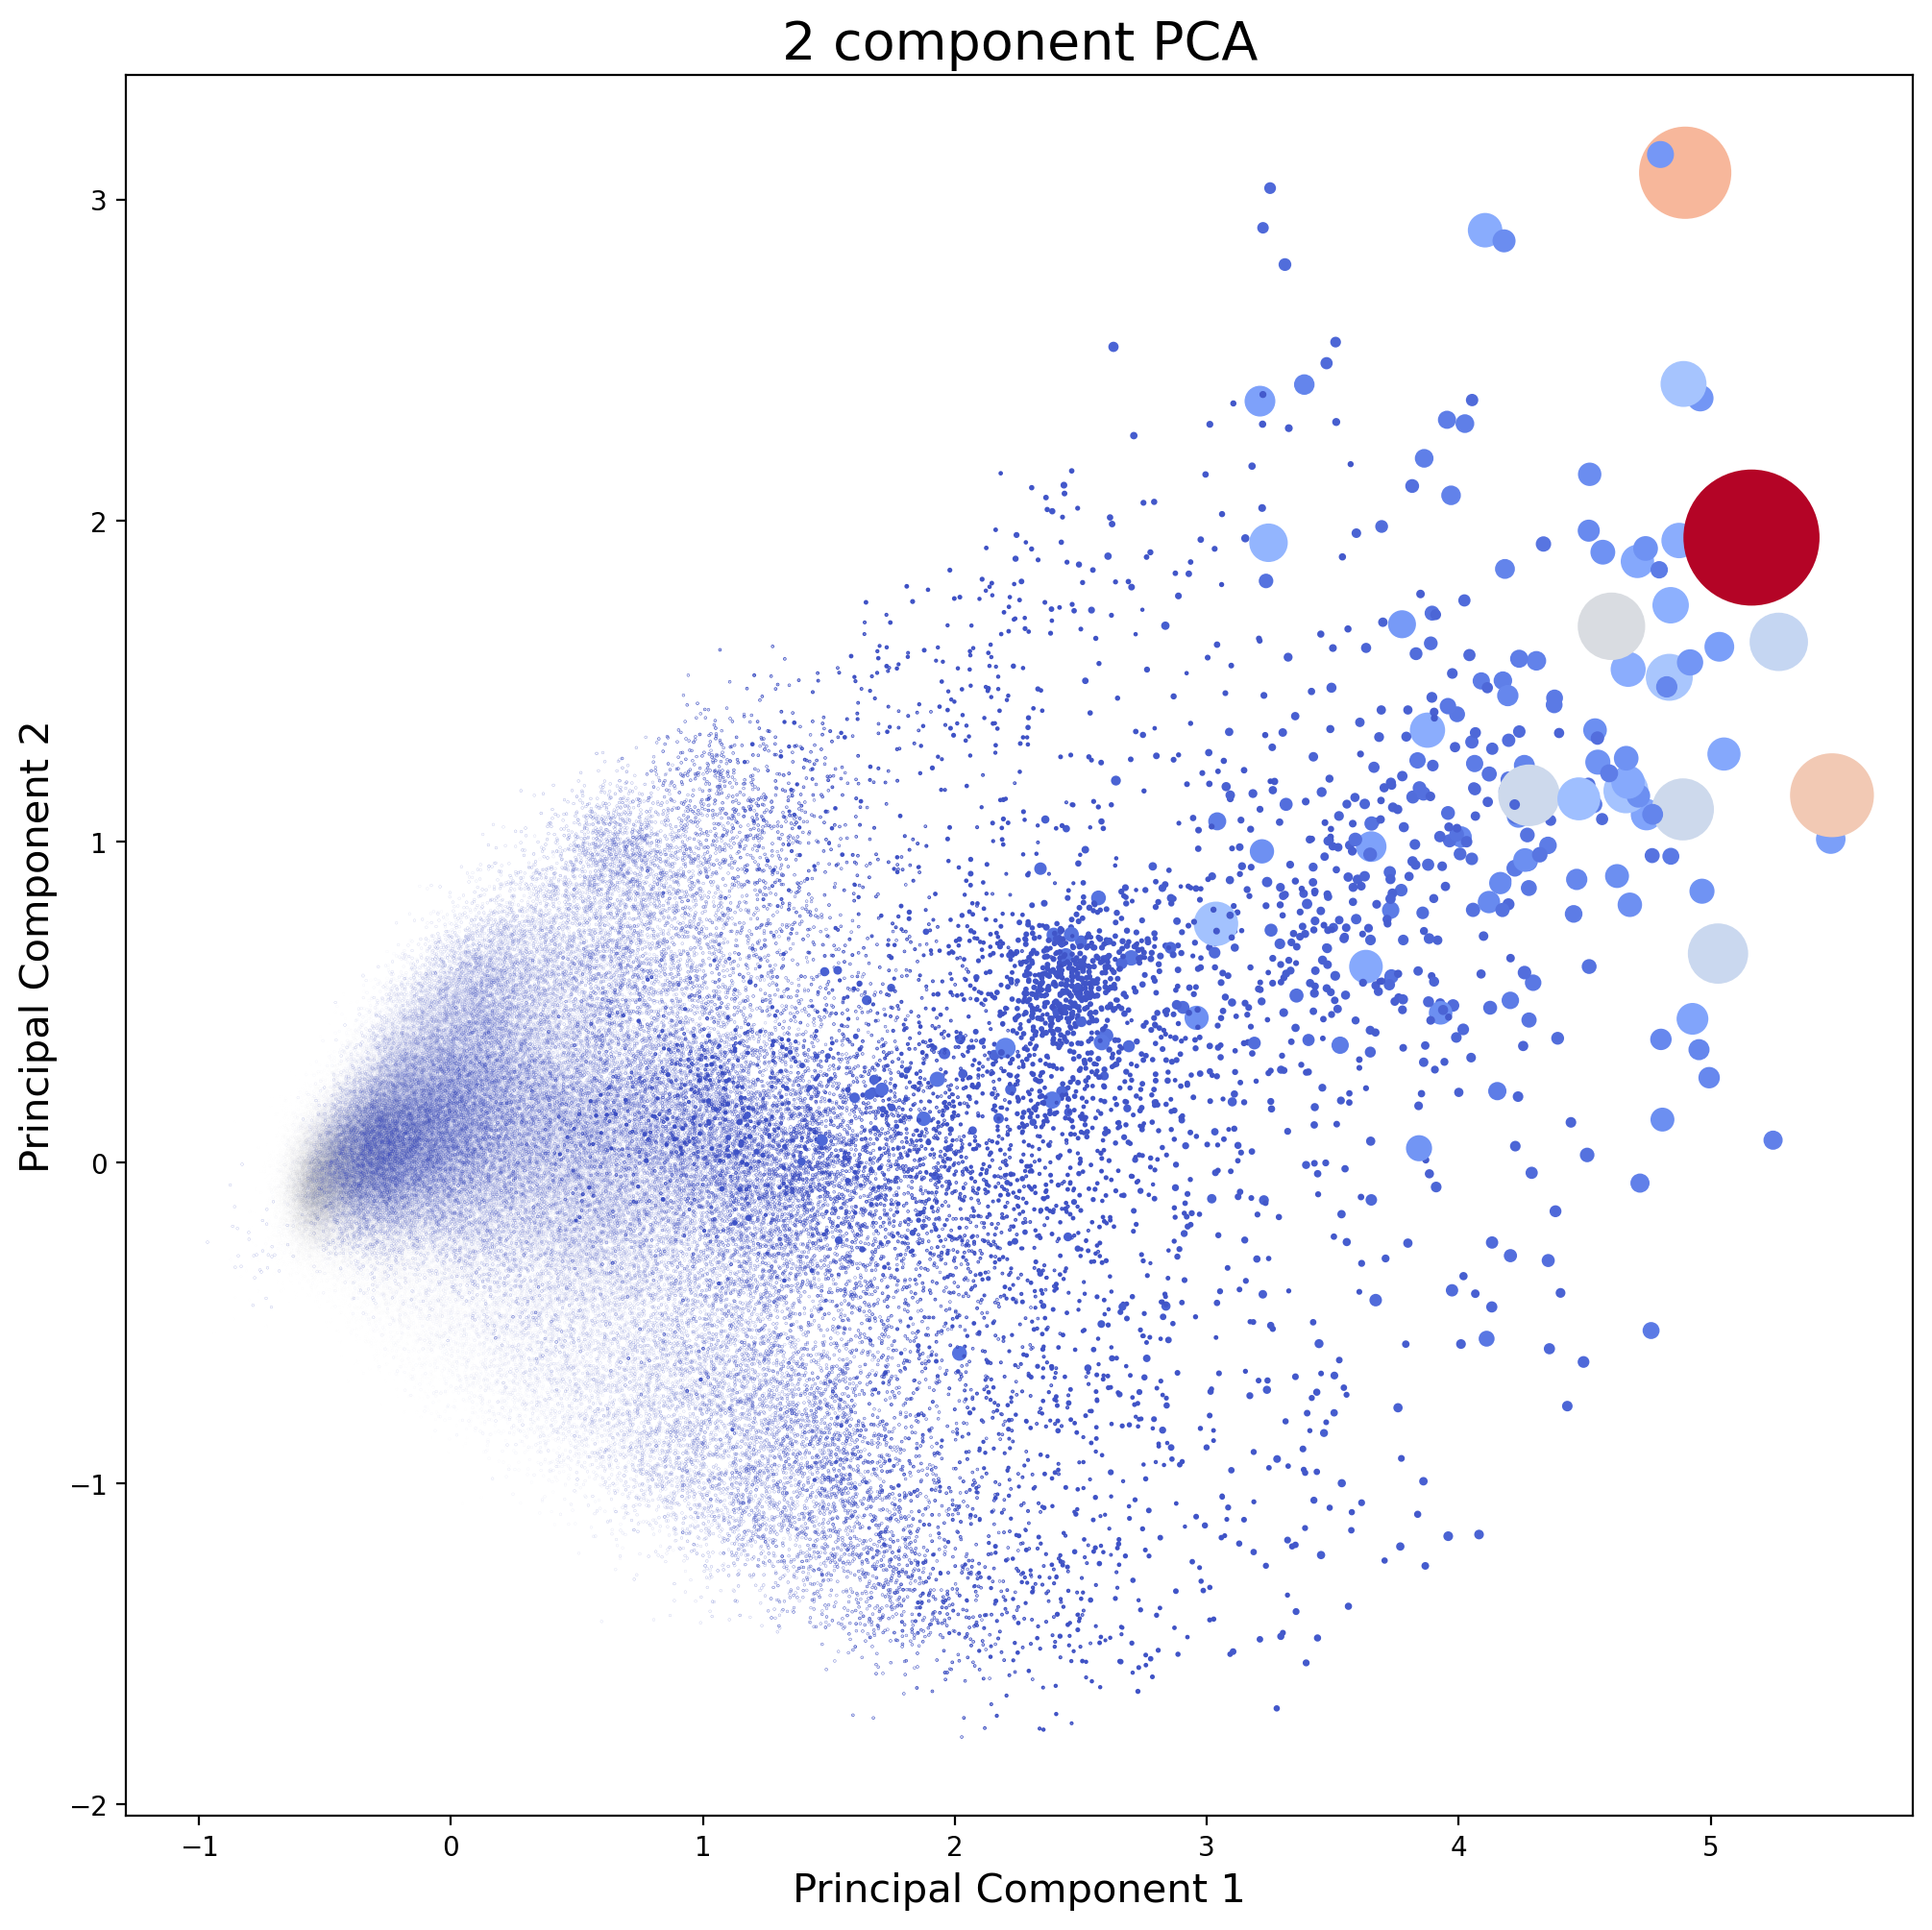 2 component PCA
3
2
1
0
−1
−2
Principal Component 2
−1 0 1 2 3 4 5
Principal Component 1